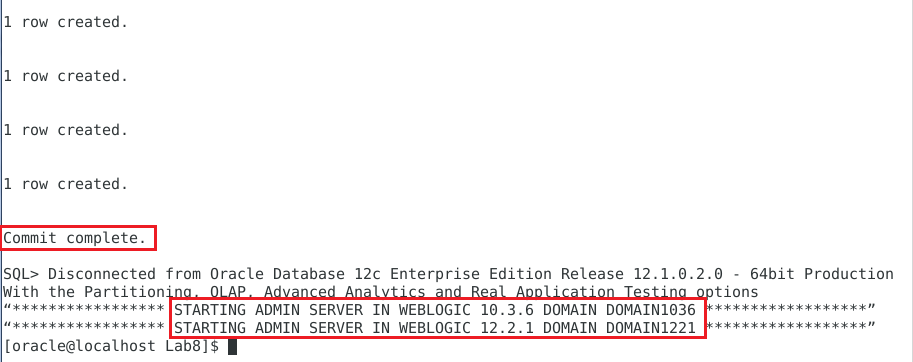 1 row created.
1 row created.
1 row created.
1 row created.
Commit complete.
SQL> Disconnected from Oracle Database 12c Enterprise Edition Release 12.1.0.2.0 - 64bit Production
With the Partitioning, OLAP, Advanced Analytics and Real Application Testing options
“***************** STARTING ADMIN SERVER IN WEBLOGIC 10.3.6 DOMAIN DOMAIN1036 ******************”
“***************** STARTING ADMIN SERVER IN WEBLOGIC 12.2.1 DOMAIN DOMAIN1221 ******************”
[oracle@localhost Lab8]$